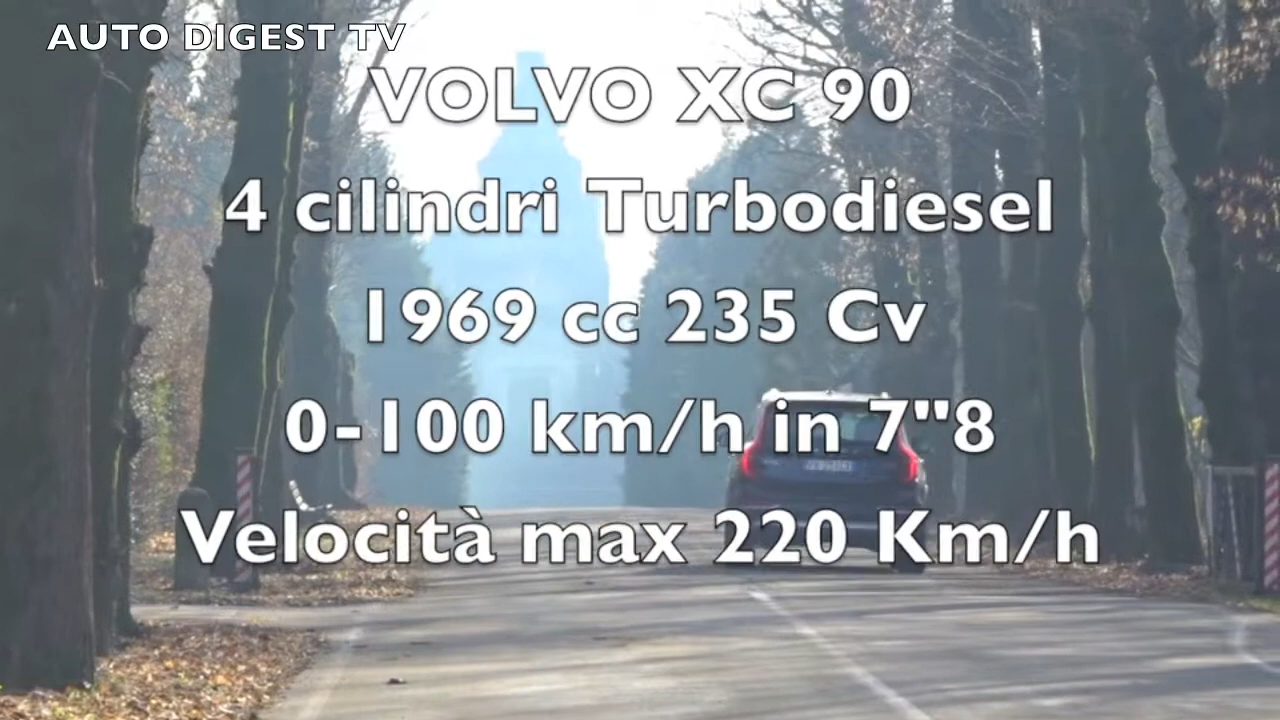 AUTO DIGEST TV
VOLVO XC 90
4 cilindri Turbodiesel
1969 cc 235 Cv
0-100 km/h in 7"8
Velocità max 220 Km/h